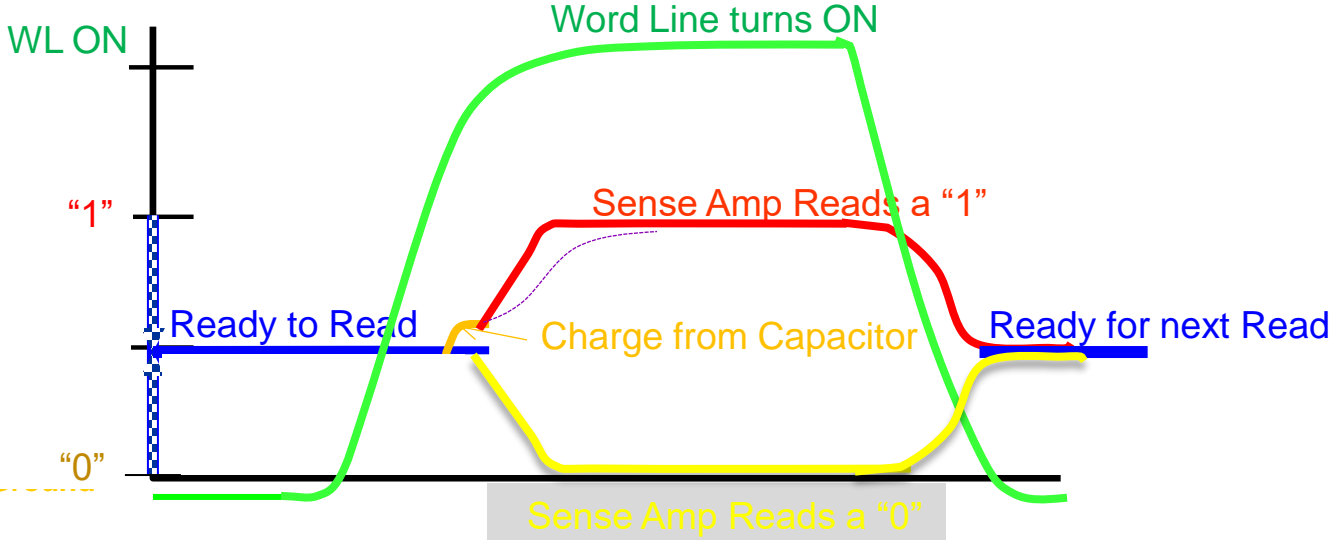 Word Line turns ON
WL ON
“1”
Sense Amp Reads a “1”
Ready to Read
Charge from Capacitor
Ready for next Read
“0”
Sense Amp Reads a “0”